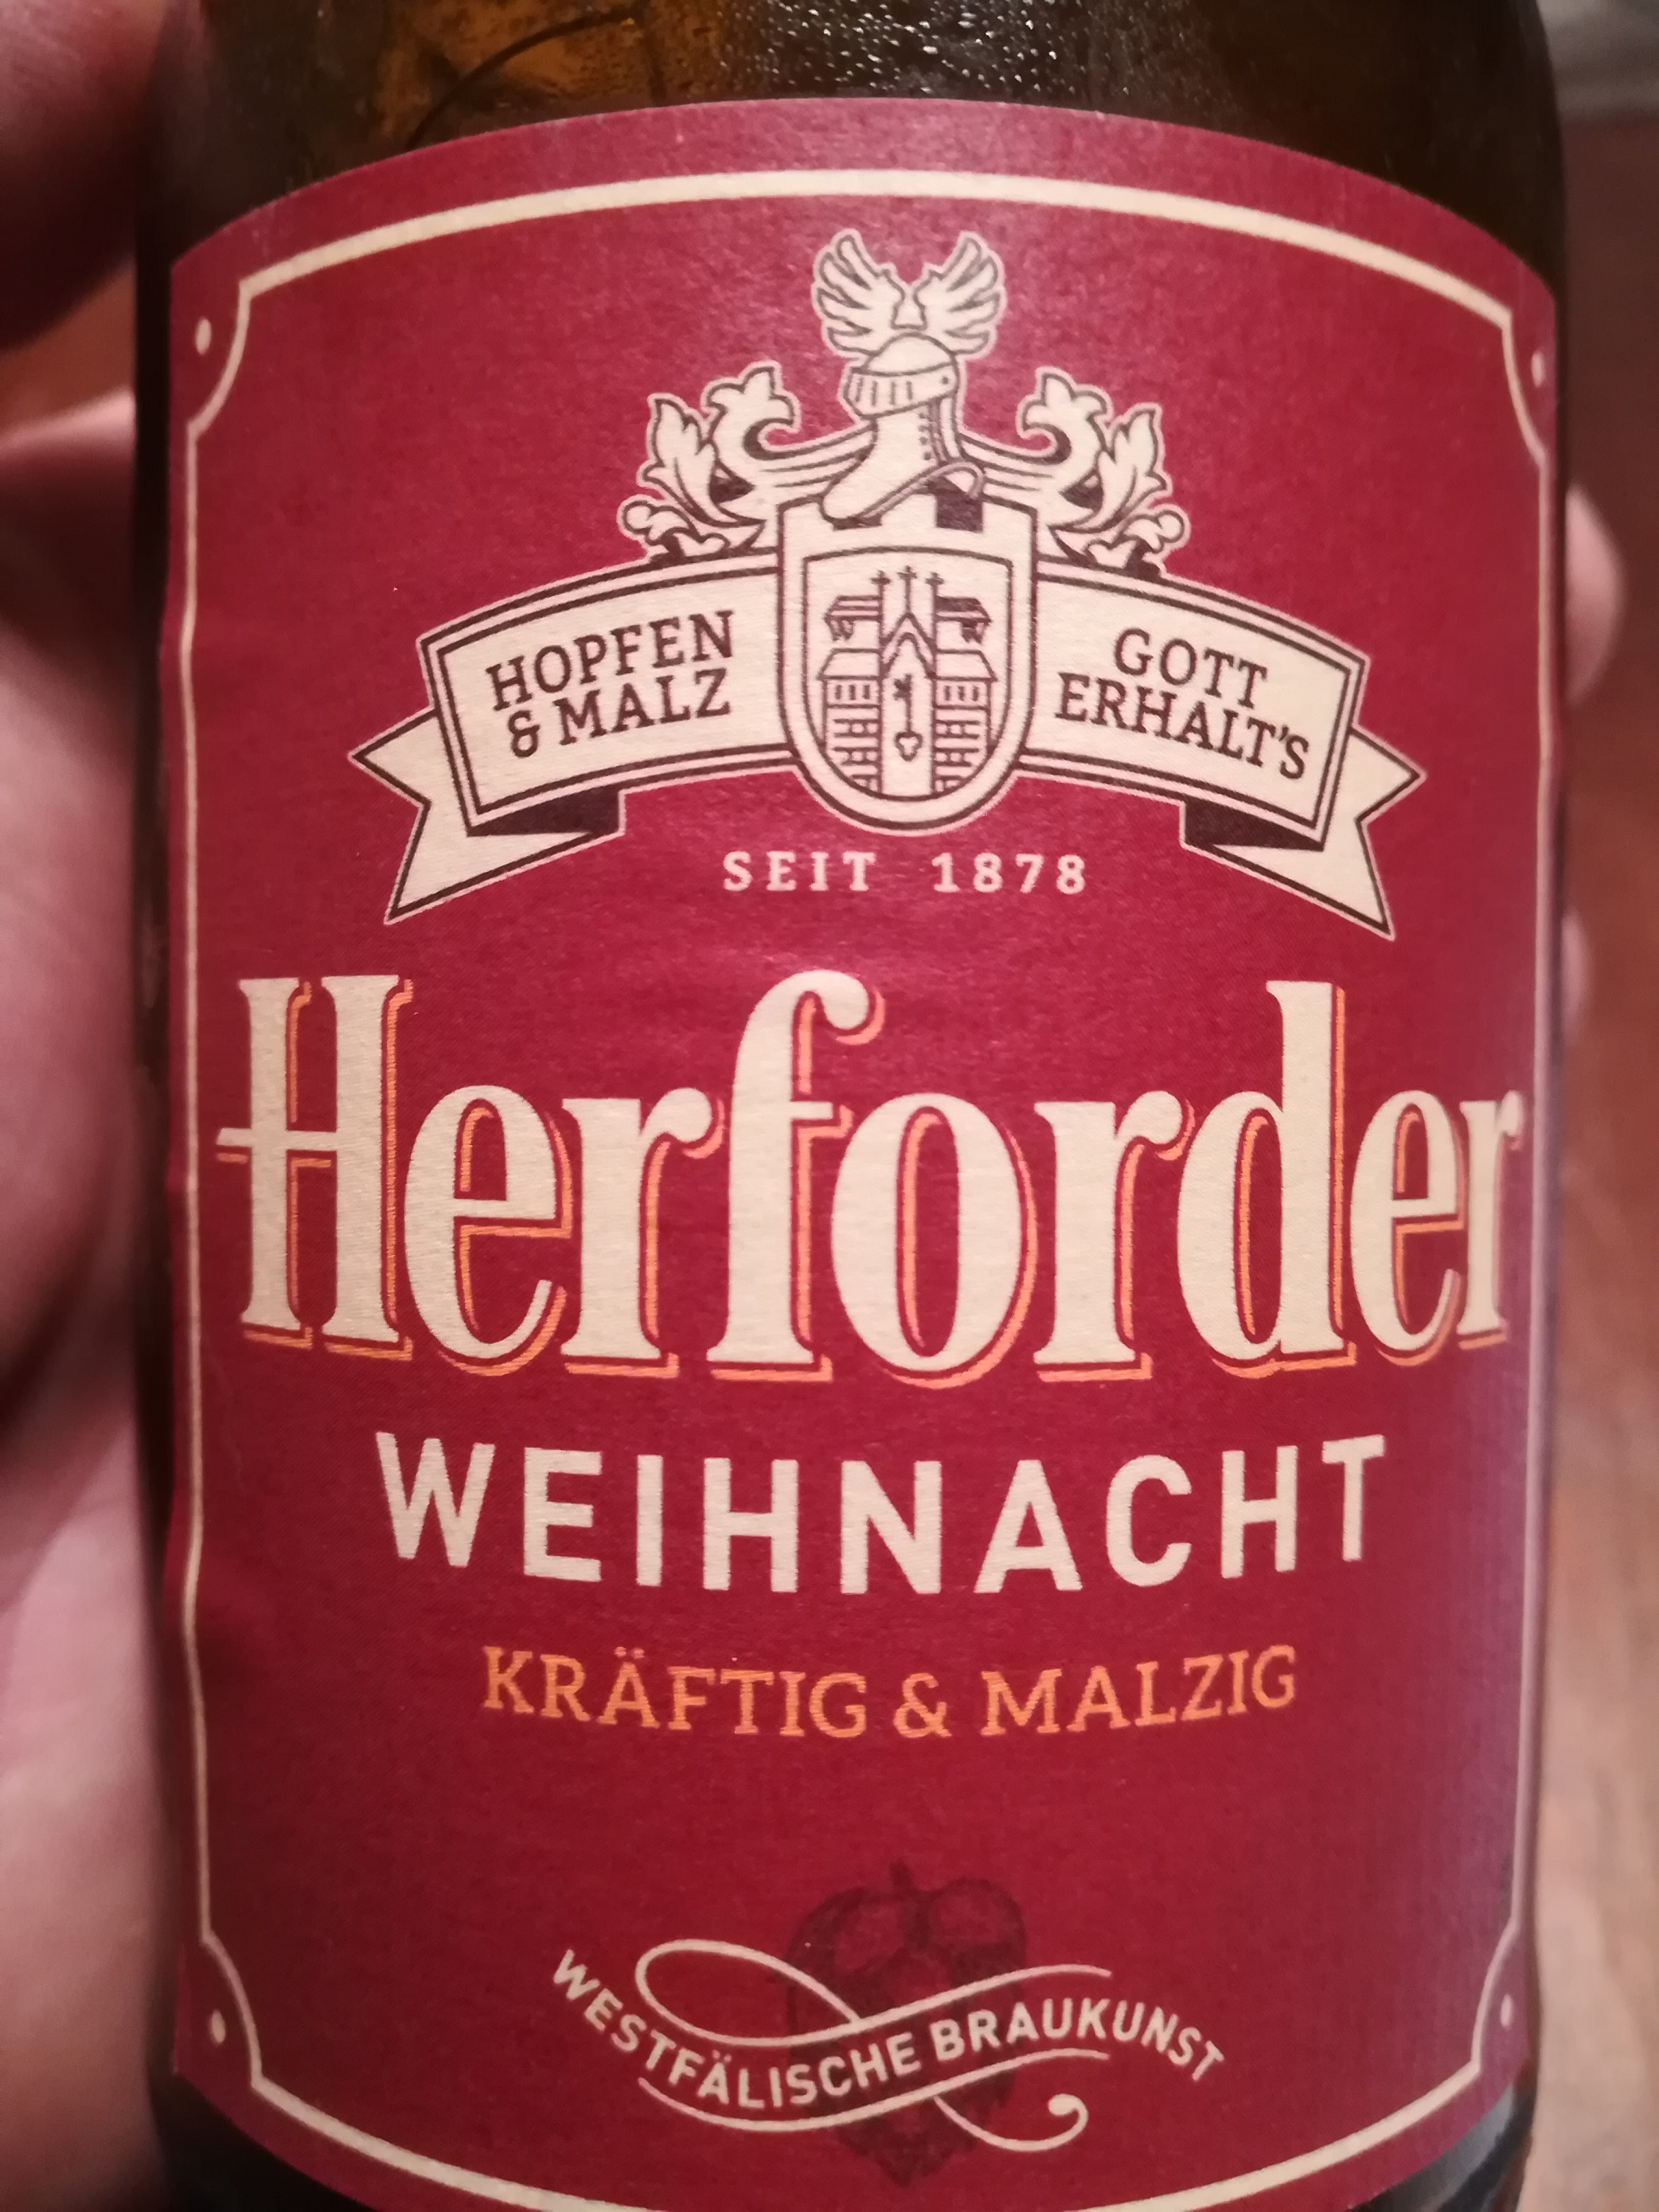 HOPFEN
& MALZ
GOTT
ERHALT'S
SEIT 1878
Herforder
WEIHNACHT
KRÄFTIG & MALZIG
WESTFÄLISCHE BRAUKUNST